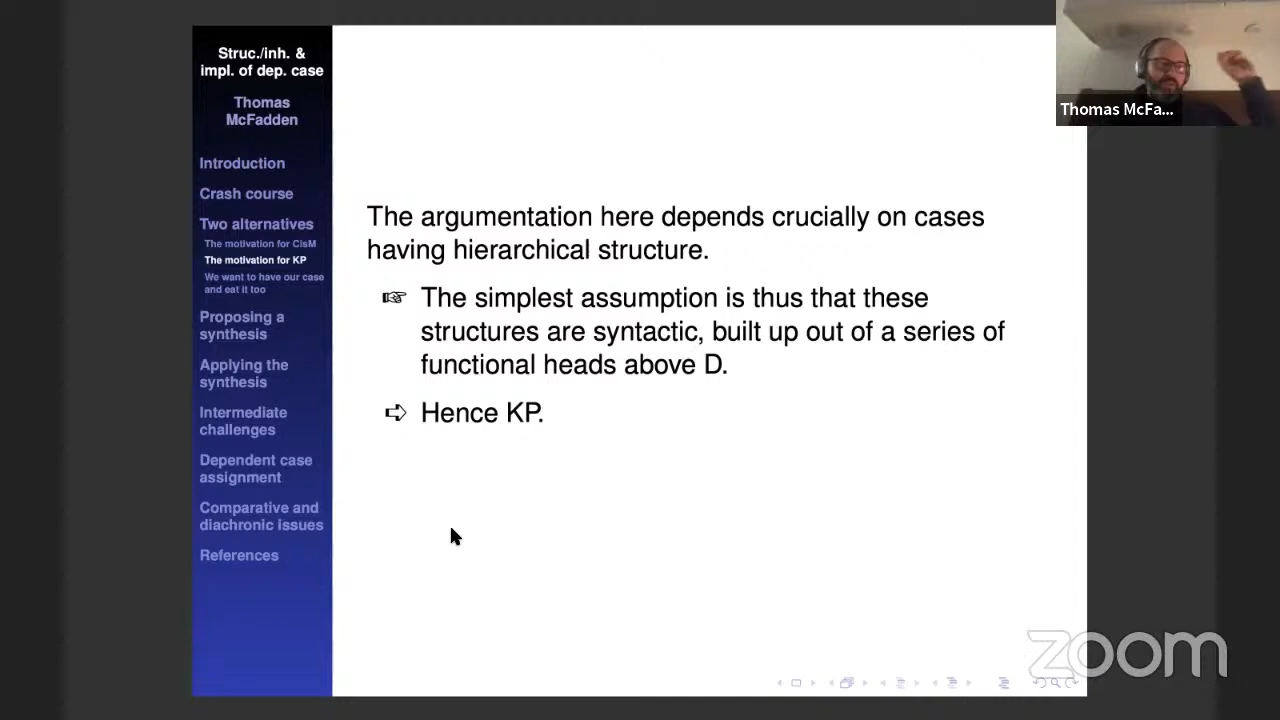 Struc./inh. &
impl. of dep. case
Thomas
McFadden
Introduction
Crash course
Two alternatives
The motivation for CisM
The motivation for KP
We want to have our case
and eat it too
Proposing a
synthesis
Applying the
synthesis
Intermediate
challenges
Dependent case
assignment
Comparative and
diachronic issues
References
The argumentation here depends crucially on cases
having hierarchical structure.
The simplest assumption is thus that these
structures are syntactic, built up out of a series of
functional heads above D.
Hence KP.
Thomas McFa...
zoom